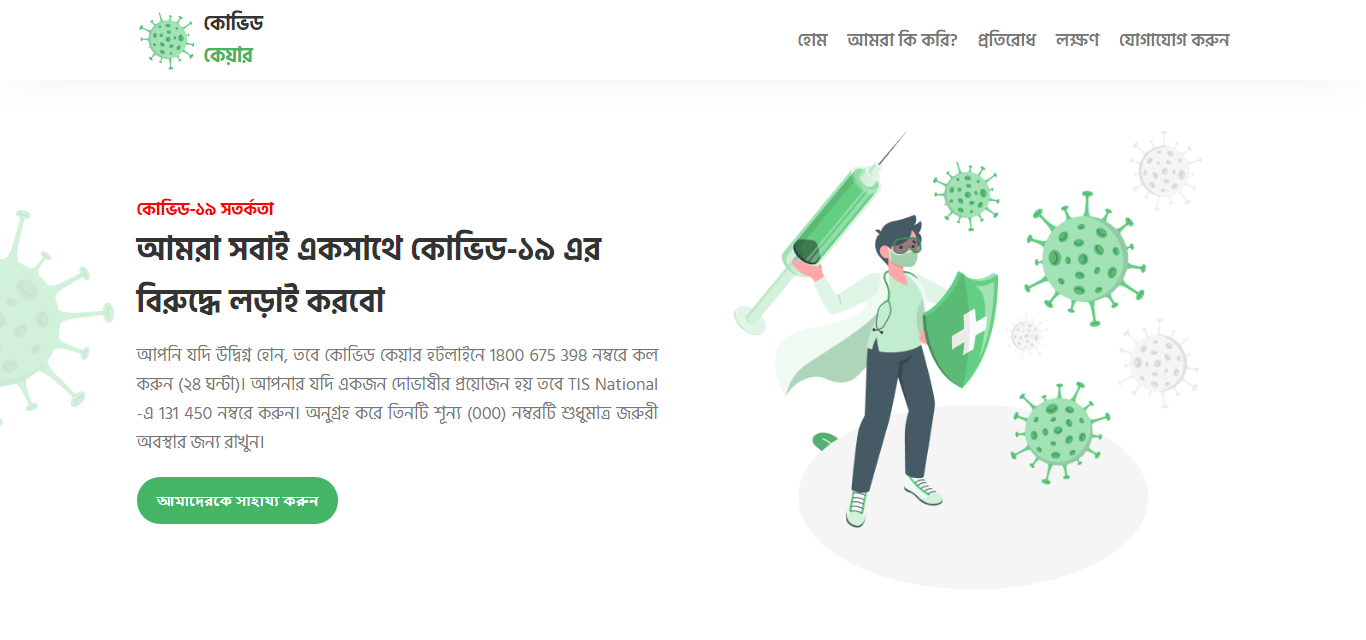 কোভিড
কেয়ার
হোম আমরা কি করি? প্রতিরোধ লক্ষণ যোগাযোগ করুন
কোভিড-১৯ সতর্কতা
আমরা সবাই একসাথে কোভিড-১৯ এর
বিরুদ্ধে লড়াই করবো
আপনি যদি উদ্বিগ্ন হোন, তবে কোভিড কেয়ার হটলাইনে 1800 675 398 নম্বরে কল
করুন (২৪ ঘন্টা)। আপনার যদি একজন দোভাষীর প্রয়োজন হয় তবে TIS National
-এ 131 450 নম্বরে করুন। অনুগ্রহ করে তিনটি শূন্য (000) নম্বরটি শুধুমাত্র জরুরী
অবস্থার জন্য রাখুন।
আমাদেরকে সাহায্য করুন